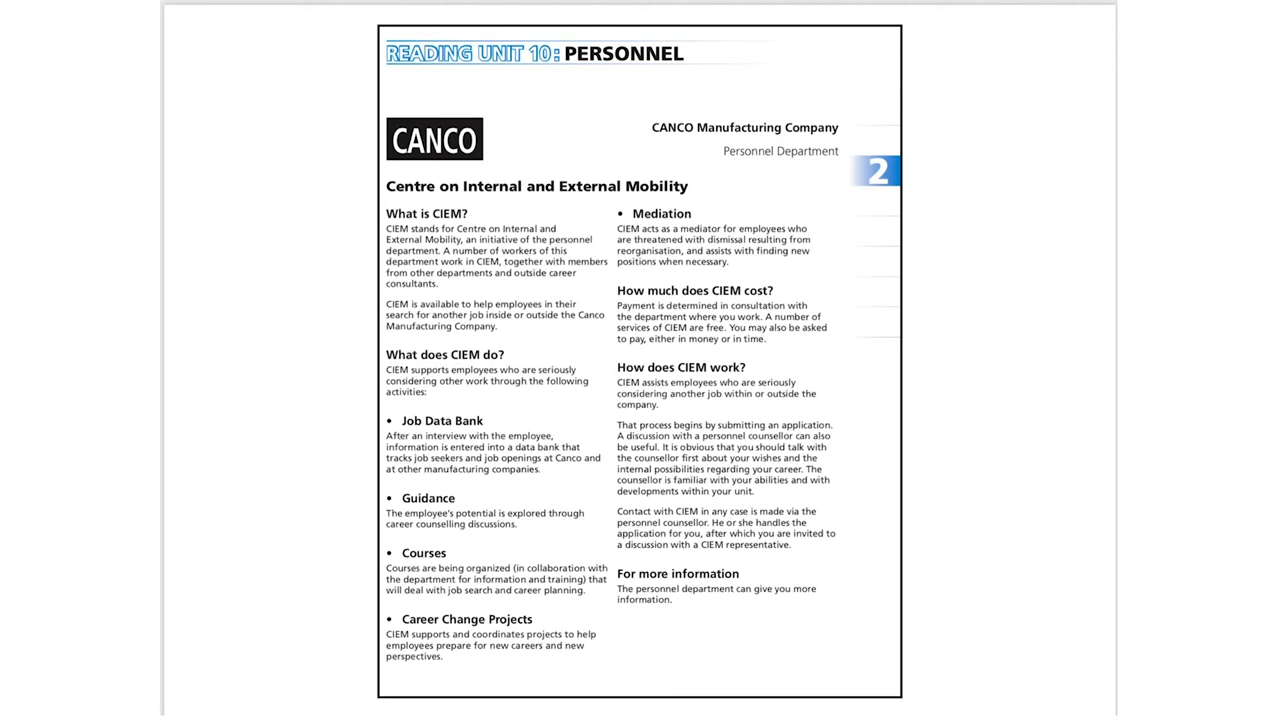 READING UNIT 10: PERSONNEL
CANCO
CANCO Manufacturing Company
Personnel Department
2
Centre on Internal and External Mobility
What is CIEM?
CIEM stands for Centre on Internal and
External Mobility, an initiative of the personnel
department. A number of workers of this
department work in CIEM, together with members
from other departments and outside career
consultants.
CIEM is available to help employees in their
search for another job inside or outside the Canco
Manufacturing Company.
What does CIEM do?
CIEM supports employees who are seriously
considering other work through the following
activities:
• Job Data Bank
After an interview with the employee,
information is entered into a data bank that
tracks job seekers and job openings at Canco and
at other manufacturing companies.
• Guidance
The employee's potential is explored through
career counselling discussions.
• Courses
Courses are being organized (in collaboration with
the department for information and training) that
will deal with job search and career planning.
• Career Change Projects
CIEM supports and coordinates projects to help
employees prepare for new careers and new
perspectives.
• Mediation
CIEM acts as a mediator for employees who
are threatened with dismissal resulting from
reorganisation, and assists with finding new
positions when necessary.
How much does CIEM cost?
Payment is determined in consultation with
the department where you work. A number of
services of CIEM are free. You may also be asked
to pay, either in money or in time.
How does CIEM work?
CIEM assists employees who are seriously
considering another job within or outside the
company.
That process begins by submitting an application.
A discussion with a personnel counsellor can also
be useful. It is obvious that you should talk with
the counsellor first about your wishes and the
internal possibilities regarding your career. The
counsellor is familiar with your abilities and with
developments within your unit.
Contact with CIEM in any case is made via the
personnel counsellor. He or she handles the
application for you, after which you are invited to
a discussion with a CIEM representative.
For more information
The personnel department can give you more
information.